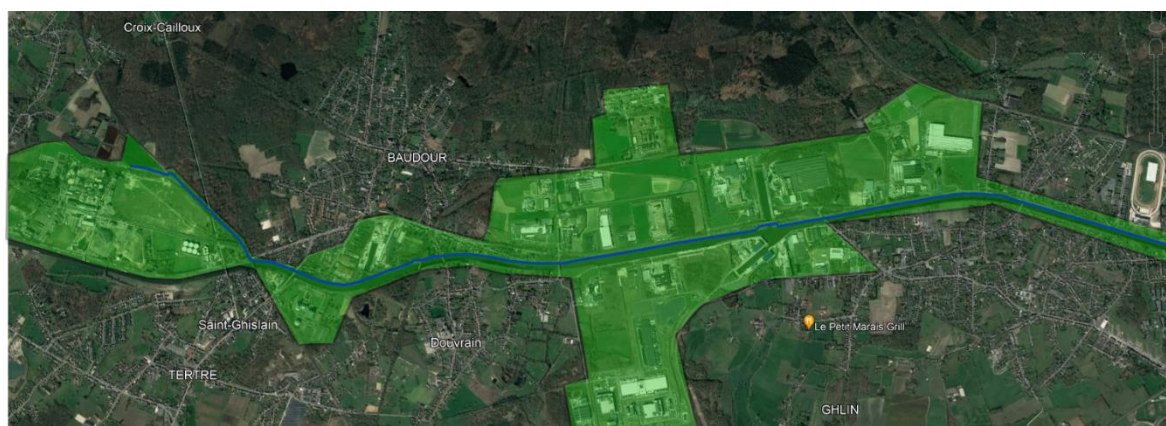 Croix-Cailloux
BAUDOUR
Saint-Ghislain
Douvrain
Le Petit Marais Grill
TERTRE
GHLIN